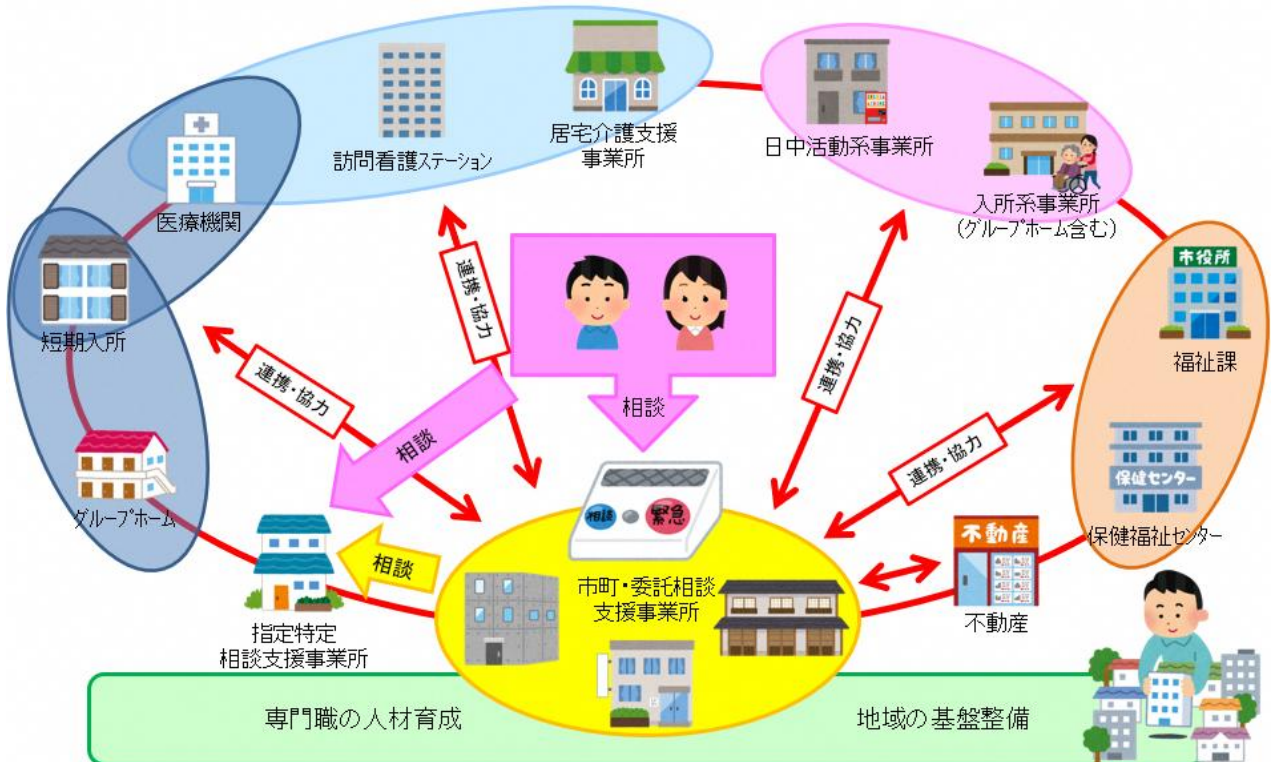 訪問看護ステーション
居宅介護支援
事業所
日中活動系事業所
医療機関
入所系事業所
(グループホーム含む)
市役所
福祉課
短期入所
連携・協力
連携・協力
連携・協力
連携・協力
相談
相談
相談
グループホーム
相談
緊急
保健センター
保健福祉センター
不動産
不動産
市町・委託相談
支援事業所
指定特定
相談支援事業所
専門職の人材育成
地域の基盤整備